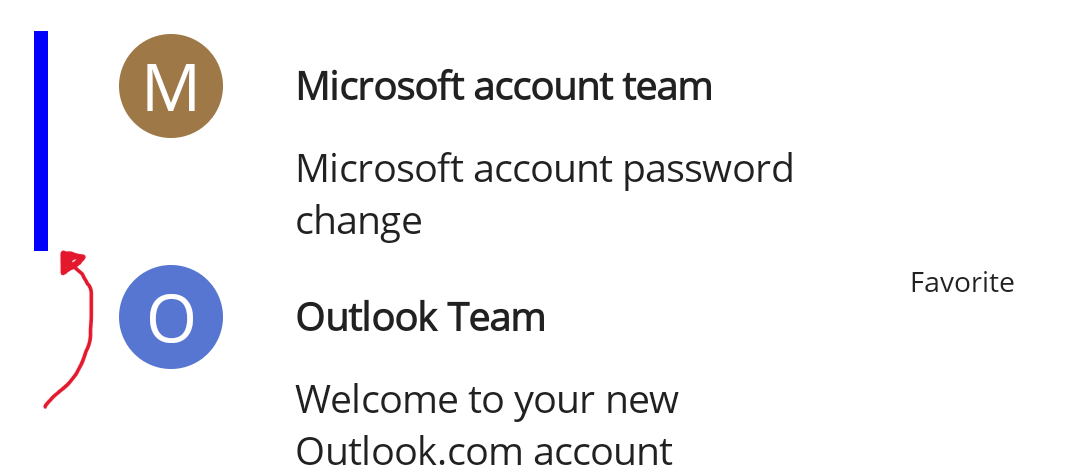 M
Microsoft account team
Microsoft account password
change
Favorite
O
Outlook Team
Welcome to your new
Outlook.com account